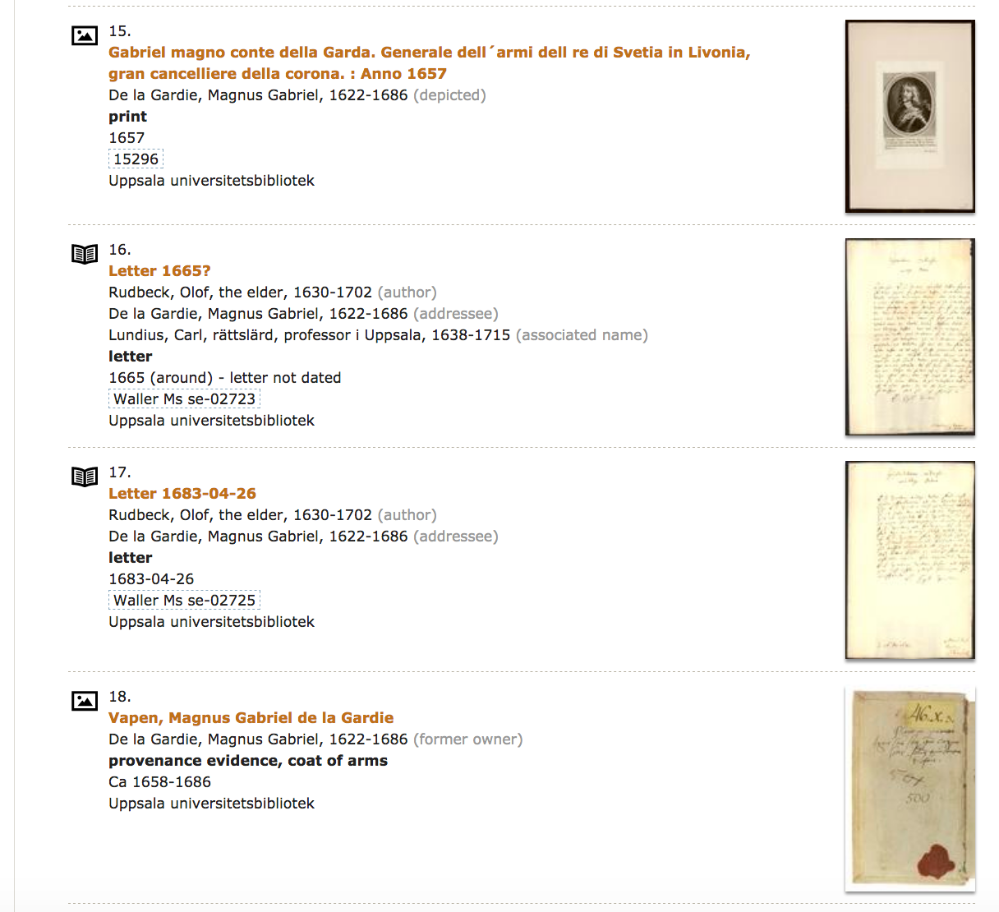 15.
Gabriel magno conte della Garda. Generale dell´armi dell re di Svetia in Livonia,
gran cancelliere della corona. : Anno 1657
De la Gardie, Magnus Gabriel, 1622-1686 (depicted)
print
1657
15296
Uppsala universitetsbibliotek
16.
Letter 1665?
Rudbeck, Olof, the elder, 1630-1702 (author)
De la Gardie, Magnus Gabriel, 1622-1686 (addressee)
Lundius, Carl, rättslärd, professor i Uppsala, 1638-1715 (associated name)
letter
1665 (around) - letter not dated
Waller Ms se-02723
Uppsala universitetsbibliotek
17.
Letter 1683-04-26
Rudbeck, Olof, the elder, 1630-1702 (author)
De la Gardie, Magnus Gabriel, 1622-1686 (addressee)
letter
1683-04-26
Waller Ms se-02725
Uppsala universitetsbibliotek
18.
Vapen, Magnus Gabriel de la Gardie
De la Gardie, Magnus Gabriel, 1622-1686 (former owner)
provenance evidence, coat of arms
Ca 1658-1686
Uppsala universitetsbibliotek
46.x.
500